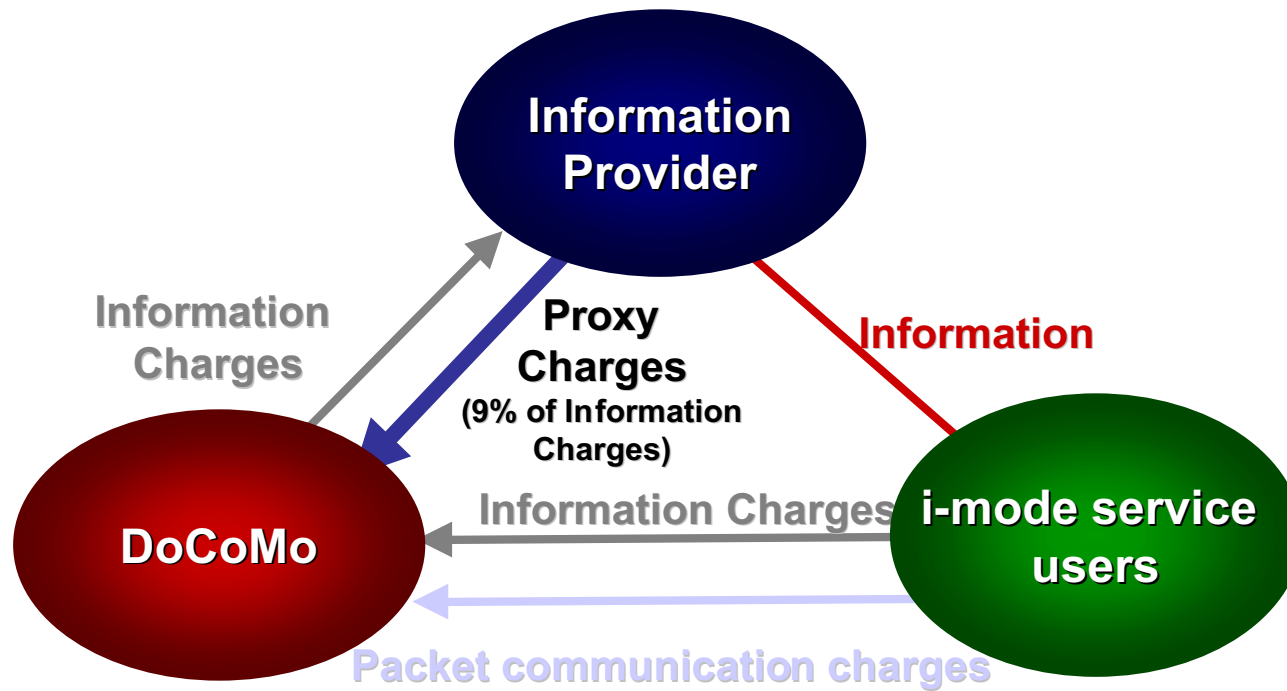 Information
Provider
Information
Charges
Proxy
Charges
(9% of Information
Charges)
Information
Information Charges
i-mode service
users
DoCoMo
Packet communication charges